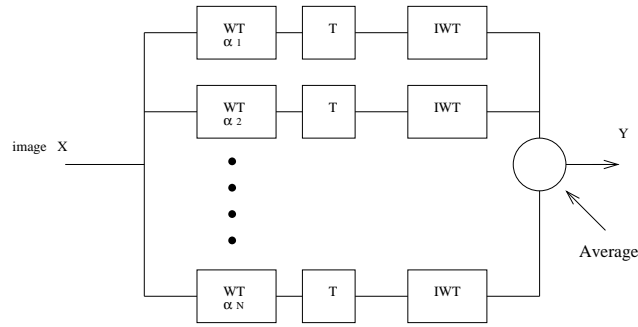 WT T IWT
α 1
WT T IWT
α 2
image X
Y
Average
WT T IWT
α N